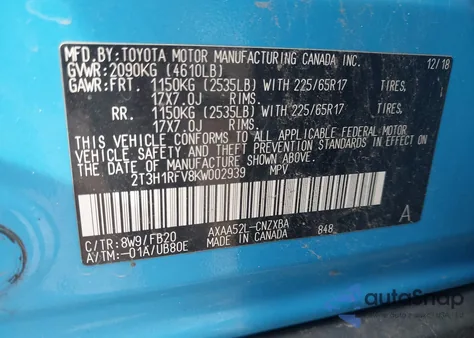 MFD.BY: TOYOTA MOTOR MANUFACTURING CANADA INC. 12/18
GVWR: 2090KG (4610LB)
GAWR: FRT. 1150KG (2535LB) WITH 225/65R17 TIRES,
17X7.0J RIMS.
RR. 1150KG (2535LB) WITH 225/65R17 TIRES,
17X7.0J RIMS.
THIS VEHICLE CONFORMS TO ALL APPLICABLE FEDERAL MOTOR
VEHICLE SAFETY AND THEFT PREVENTION STANDARDS IN EFFECT
ON THE DATE OF MANUFACTURE SHOWN ABOVE.
2T3H1RFV8KW002939 MPV
C/TR: 8W9/FB20 AXAA52L-CNZXBA 848 A
A/TM: -01A/UB80E MADE IN CANADA
autoSnap